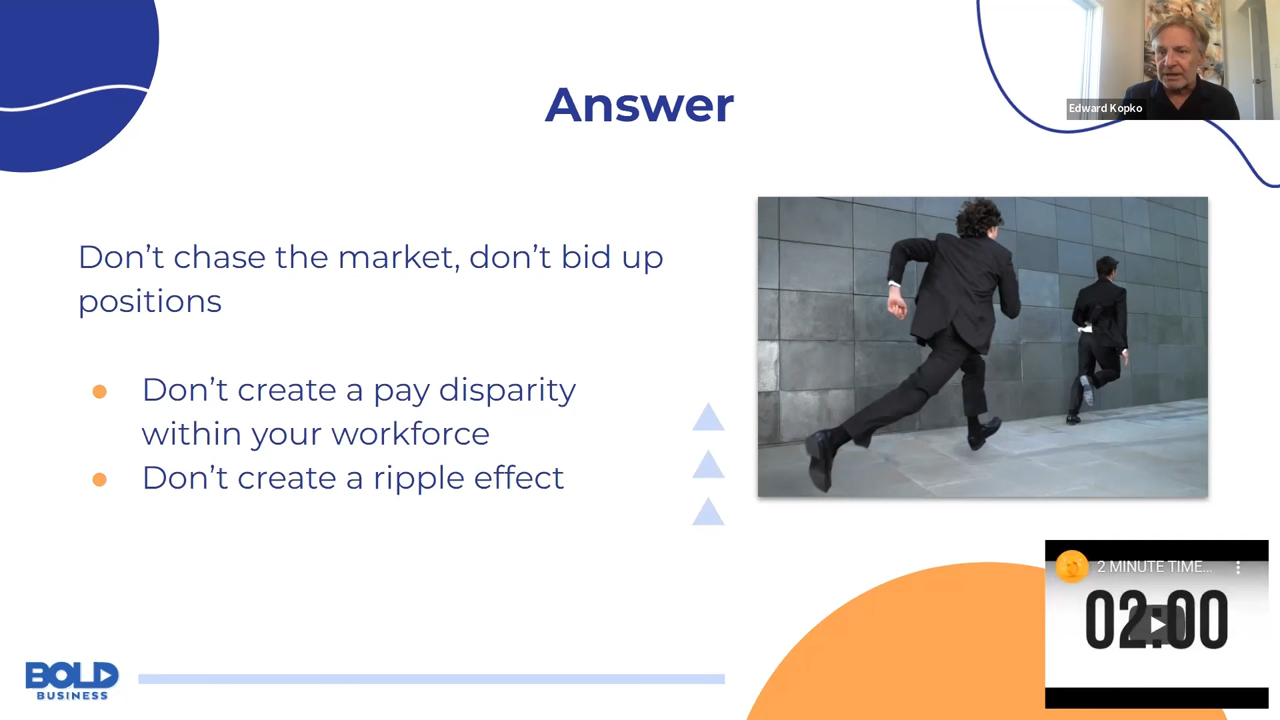 Answer
Edward Kopko
Don’t chase the market, don’t bid up
positions
● Don’t create a pay disparity
within your workforce
● Don’t create a ripple effect
2 MINUTE TIME...
02:00
BOLD
BUSINESS